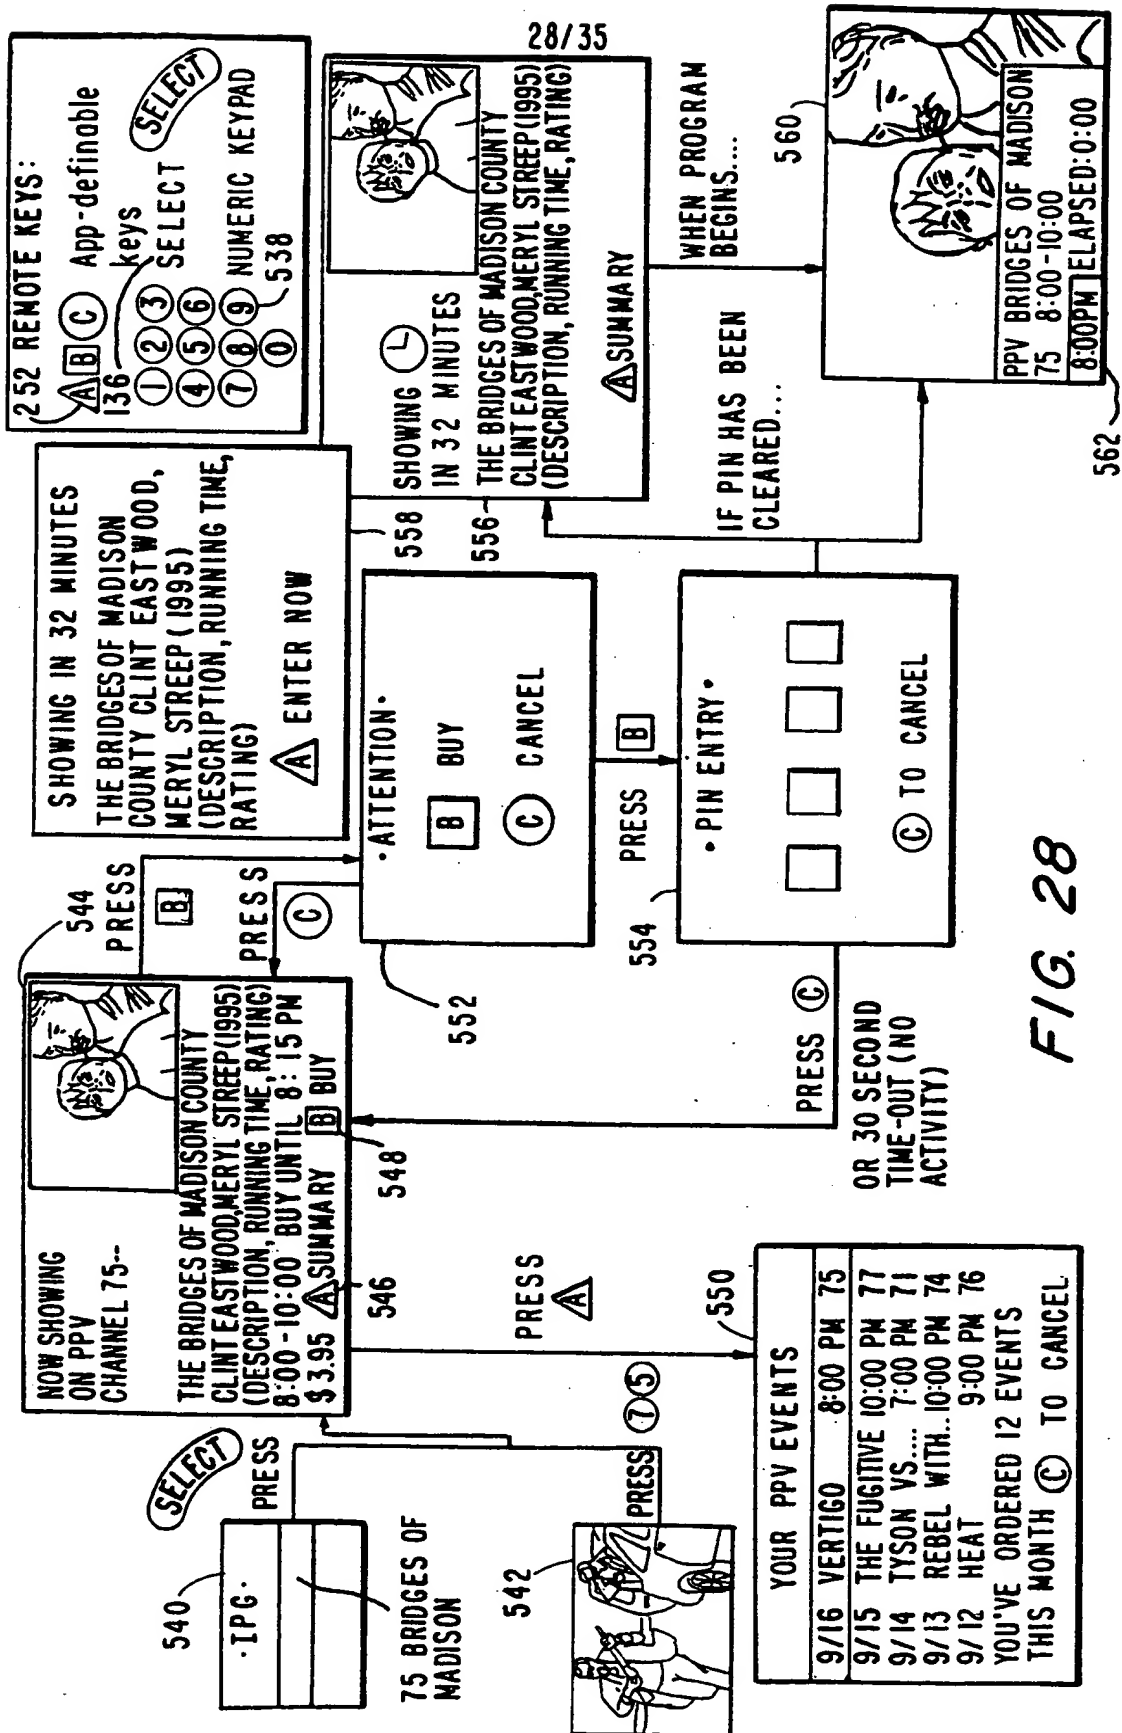 28/35
252 REMOTE KEYS:
A B C App-definable
keys
136
1 2 3 SELECT
SELECT
4 5 6
7 8 9 NUMERIC KEYPAD
0
538
544
NOW SHOWING
ON PPV
CHANNEL 75--
THE BRIDGES OF MADISON COUNTY
CLINT EASTWOOD,MERYL STREEP(1995)
(DESCRIPTION, RUNNING TIME, RATING)
8:00-10:00 BUY UNTIL 8:15 PM
$3.95 A SUMMARY B BUY
546
548
PRESS
B
PRESS
C
SHOWING IN 32 MINUTES
THE BRIDGES OF MADISON
COUNTY CLINT EASTWOOD,
MERYL STREEP (1995)
(DESCRIPTION, RUNNING TIME,
RATING)
A ENTER NOW
558
SHOWING
IN 32 MINUTES
556
THE BRIDGES OF MADISON COUNTY
CLINT EASTWOOD,MERYL STREEP(1995)
(DESCRIPTION, RUNNING TIME, RATING)
A SUMMARY
540
·IPG·
SELECT
PRESS
75 BRIDGES OF
MADISON
542
PRESS
7 5
PRESS
A
552
·ATTENTION·
B BUY
C CANCEL
PRESS B
554
·PIN ENTRY·
C TO CANCEL
PRESS C
OR 30 SECOND
TIME-OUT (NO
ACTIVITY)
IF PIN HAS BEEN
CLEARED...
WHEN PROGRAM
BEGINS....
560
PPV BRIDGES OF MADISON
75 8:00-10:00
8:00PM ELAPSED:0:00
562
550
YOUR PPV EVENTS
9/16 VERTIGO 8:00 PM 75
9/15 THE FUGITIVE 10:00 PM 77
9/14 TYSON VS.... 7:00 PM 71
9/13 REBEL WITH..10:00 PM 74
9/12 HEAT 9:00 PM 76
YOU'VE ORDERED 12 EVENTS
THIS MONTH C TO CANCEL
FIG. 28